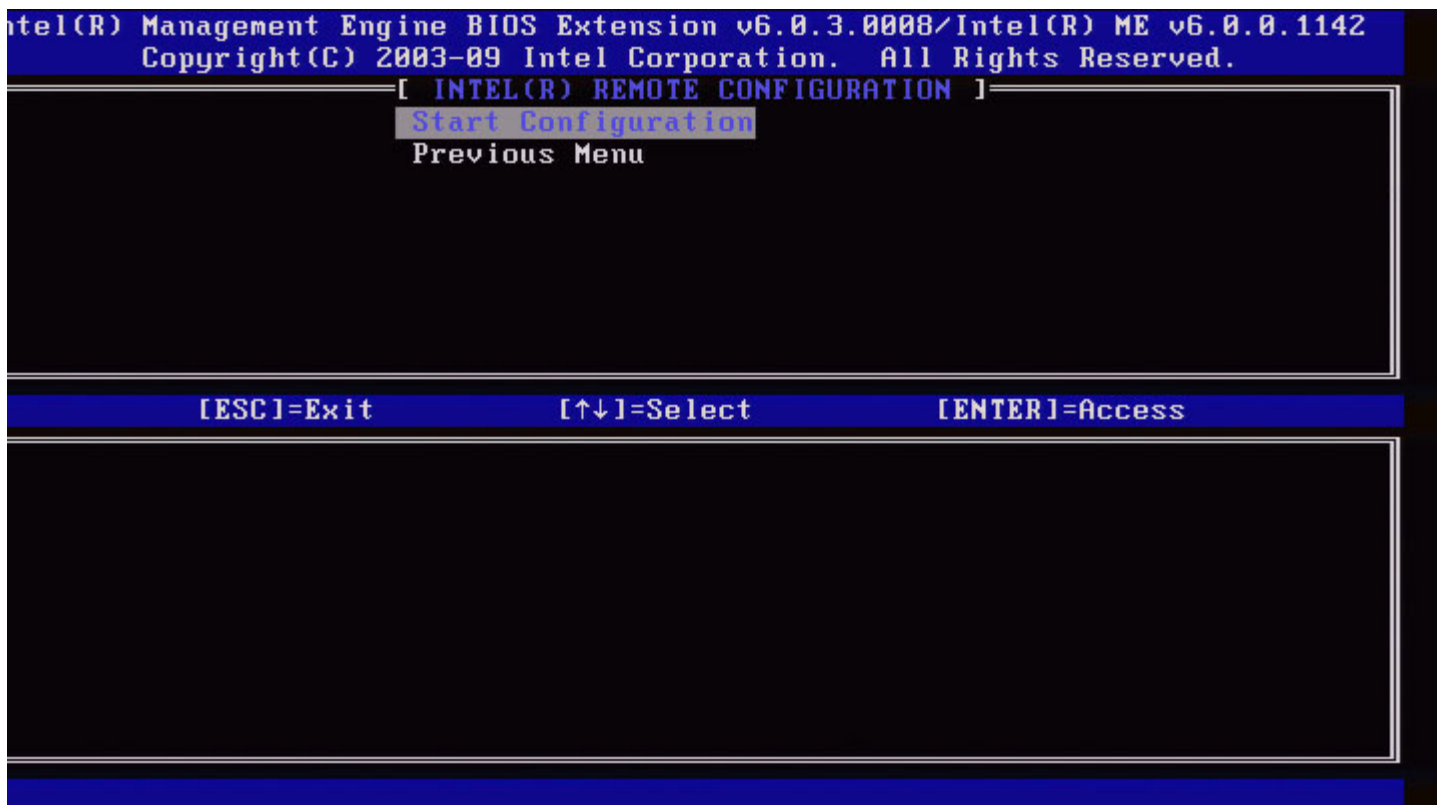 ntel(R) Management Engine BIOS Extension v6.0.3.0008/Intel(R) ME v6.0.0.1142
Copyright(C) 2003-09 Intel Corporation. All Rights Reserved.
[ INTEL(R) REMOTE CONFIGURATION ]
Start Configuration
Previous Menu
[ESC]=Exit [↑↓]=Select [ENTER]=Access